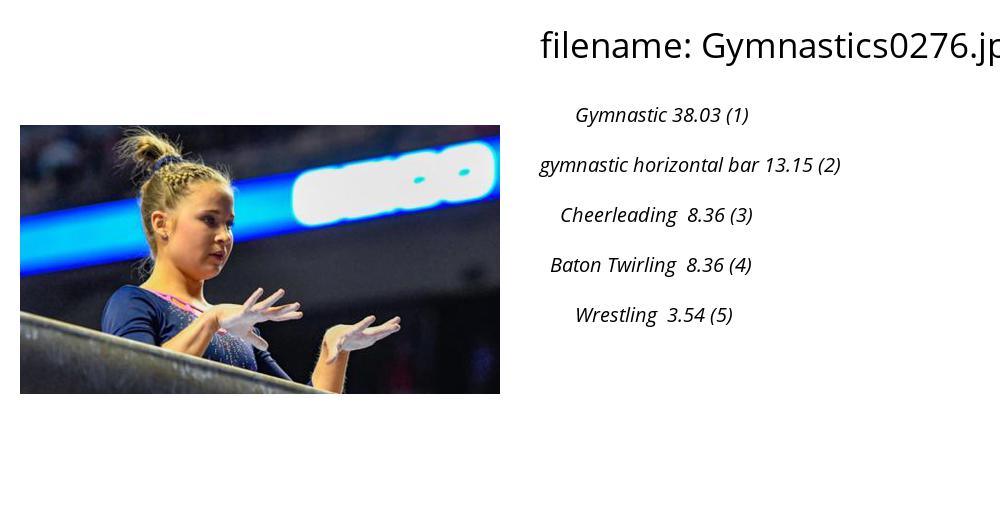 filename: Gymnastics0276.jp
Gymnastic 38.03 (1)
gymnastic horizontal bar 13.15 (2)
Cheerleading 8.36 (3)
Baton Twirling 8.36 (4)
Wrestling 3.54 (5)